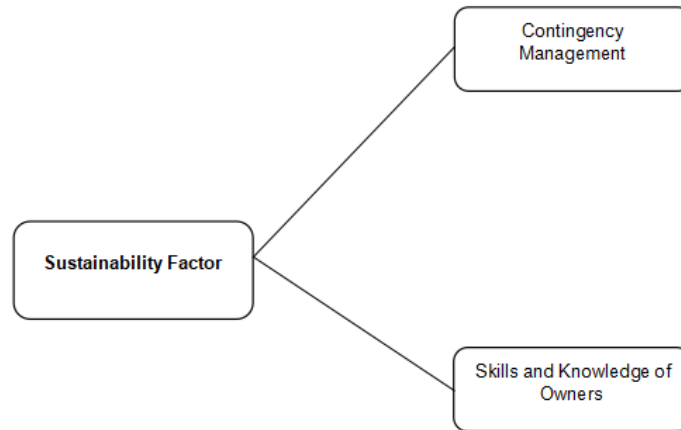 Contingency
Management
Sustainability Factor
Skills and Knowledge of
Owners